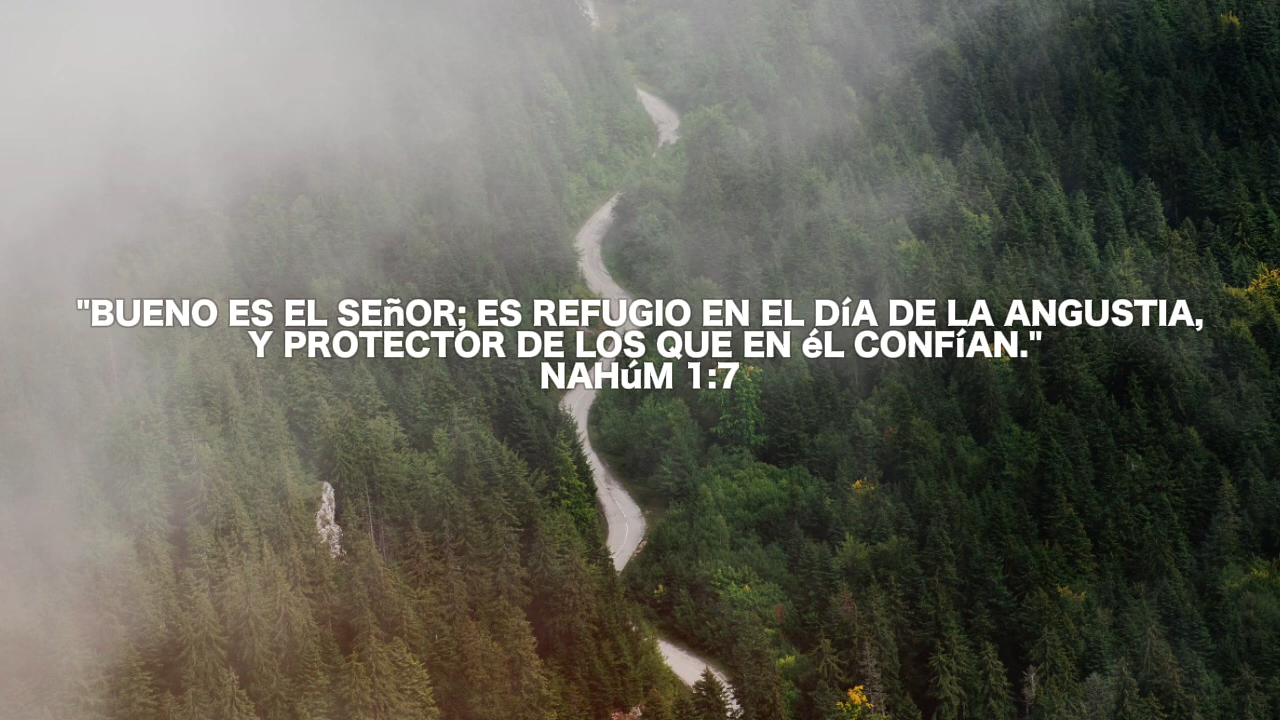 "BUENO ES EL SEñOR; ES REFUGIO EN EL DíA DE LA ANGUSTIA,
Y PROTECTOR DE LOS QUE EN éL CONFíAN."
NAHúM 1:7